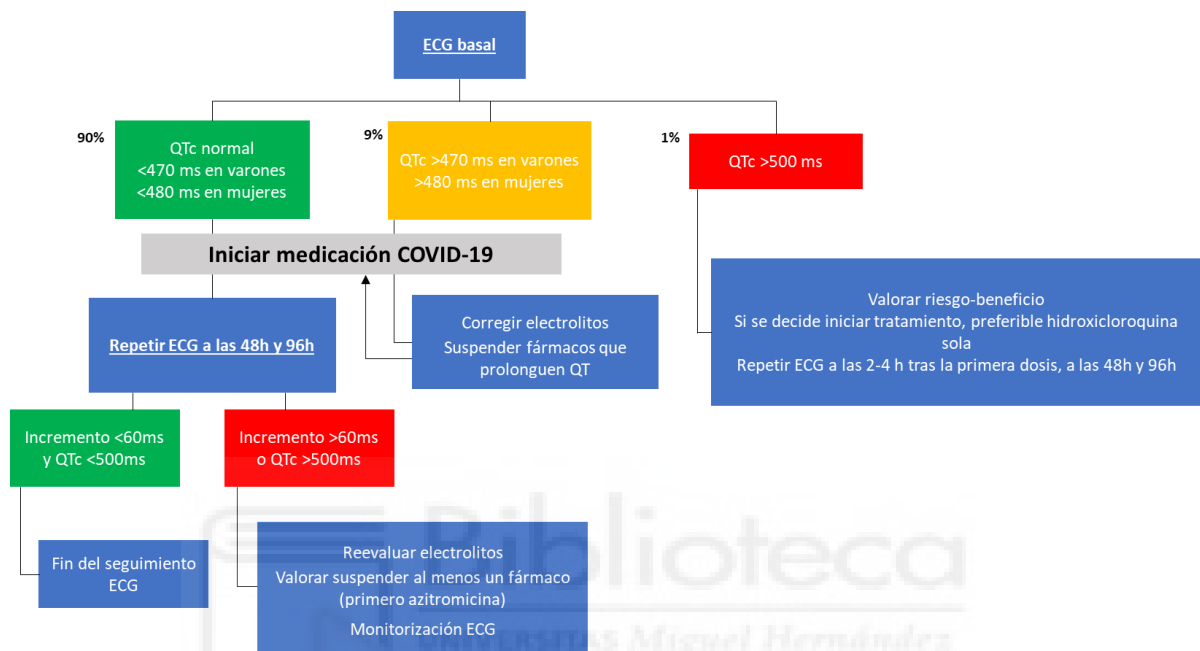 ECG basal
90%
QTc normal
<470 ms en varones
<480 ms en mujeres
9%
QTc >470 ms en varones
>480 ms en mujeres
1%
QTc >500 ms
Iniciar medicación COVID-19
Repetir ECG a las 48h y 96h
Corregir electrolitos
Suspender fármacos que
prolonguen QT
Valorar riesgo-beneficio
Si se decide iniciar tratamiento, preferible hidroxicloroquina
sola
Repetir ECG a las 2-4 h tras la primera dosis, a las 48h y 96h
Incremento <60ms
y QTc <500ms
Incremento >60ms
o QTc >500ms
Fin del seguimiento
ECG
Reevaluar electrolitos
Valorar suspender al menos un fármaco
(primero azitromicina)
Monitorización ECG
Biblioteca
UNIVERSITAS Miguel Hernández